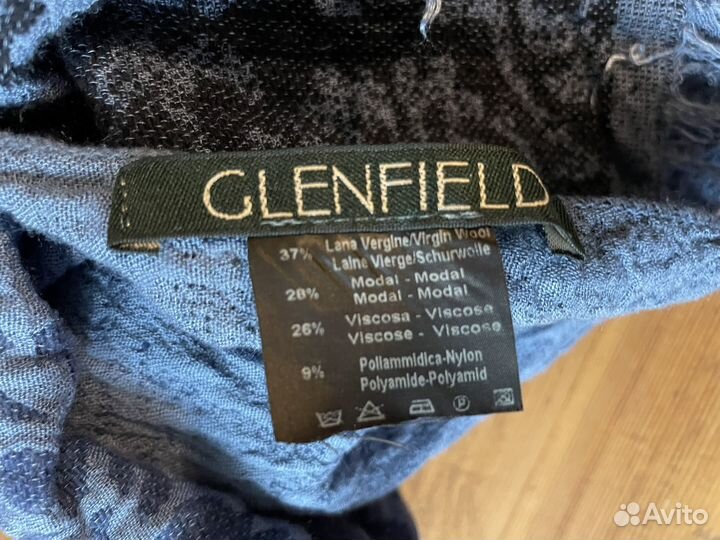 GLENFIELD
37% Lana Vergine/Virgin Wool
Laine Vierge/Schurwolle
28% Modal - Modal
Modal - Modal
26% Viscosa - Viscose
Viscose - Viscose
9% Poliammidica-Nylon
Polyamide-Polyamid
P
Avito